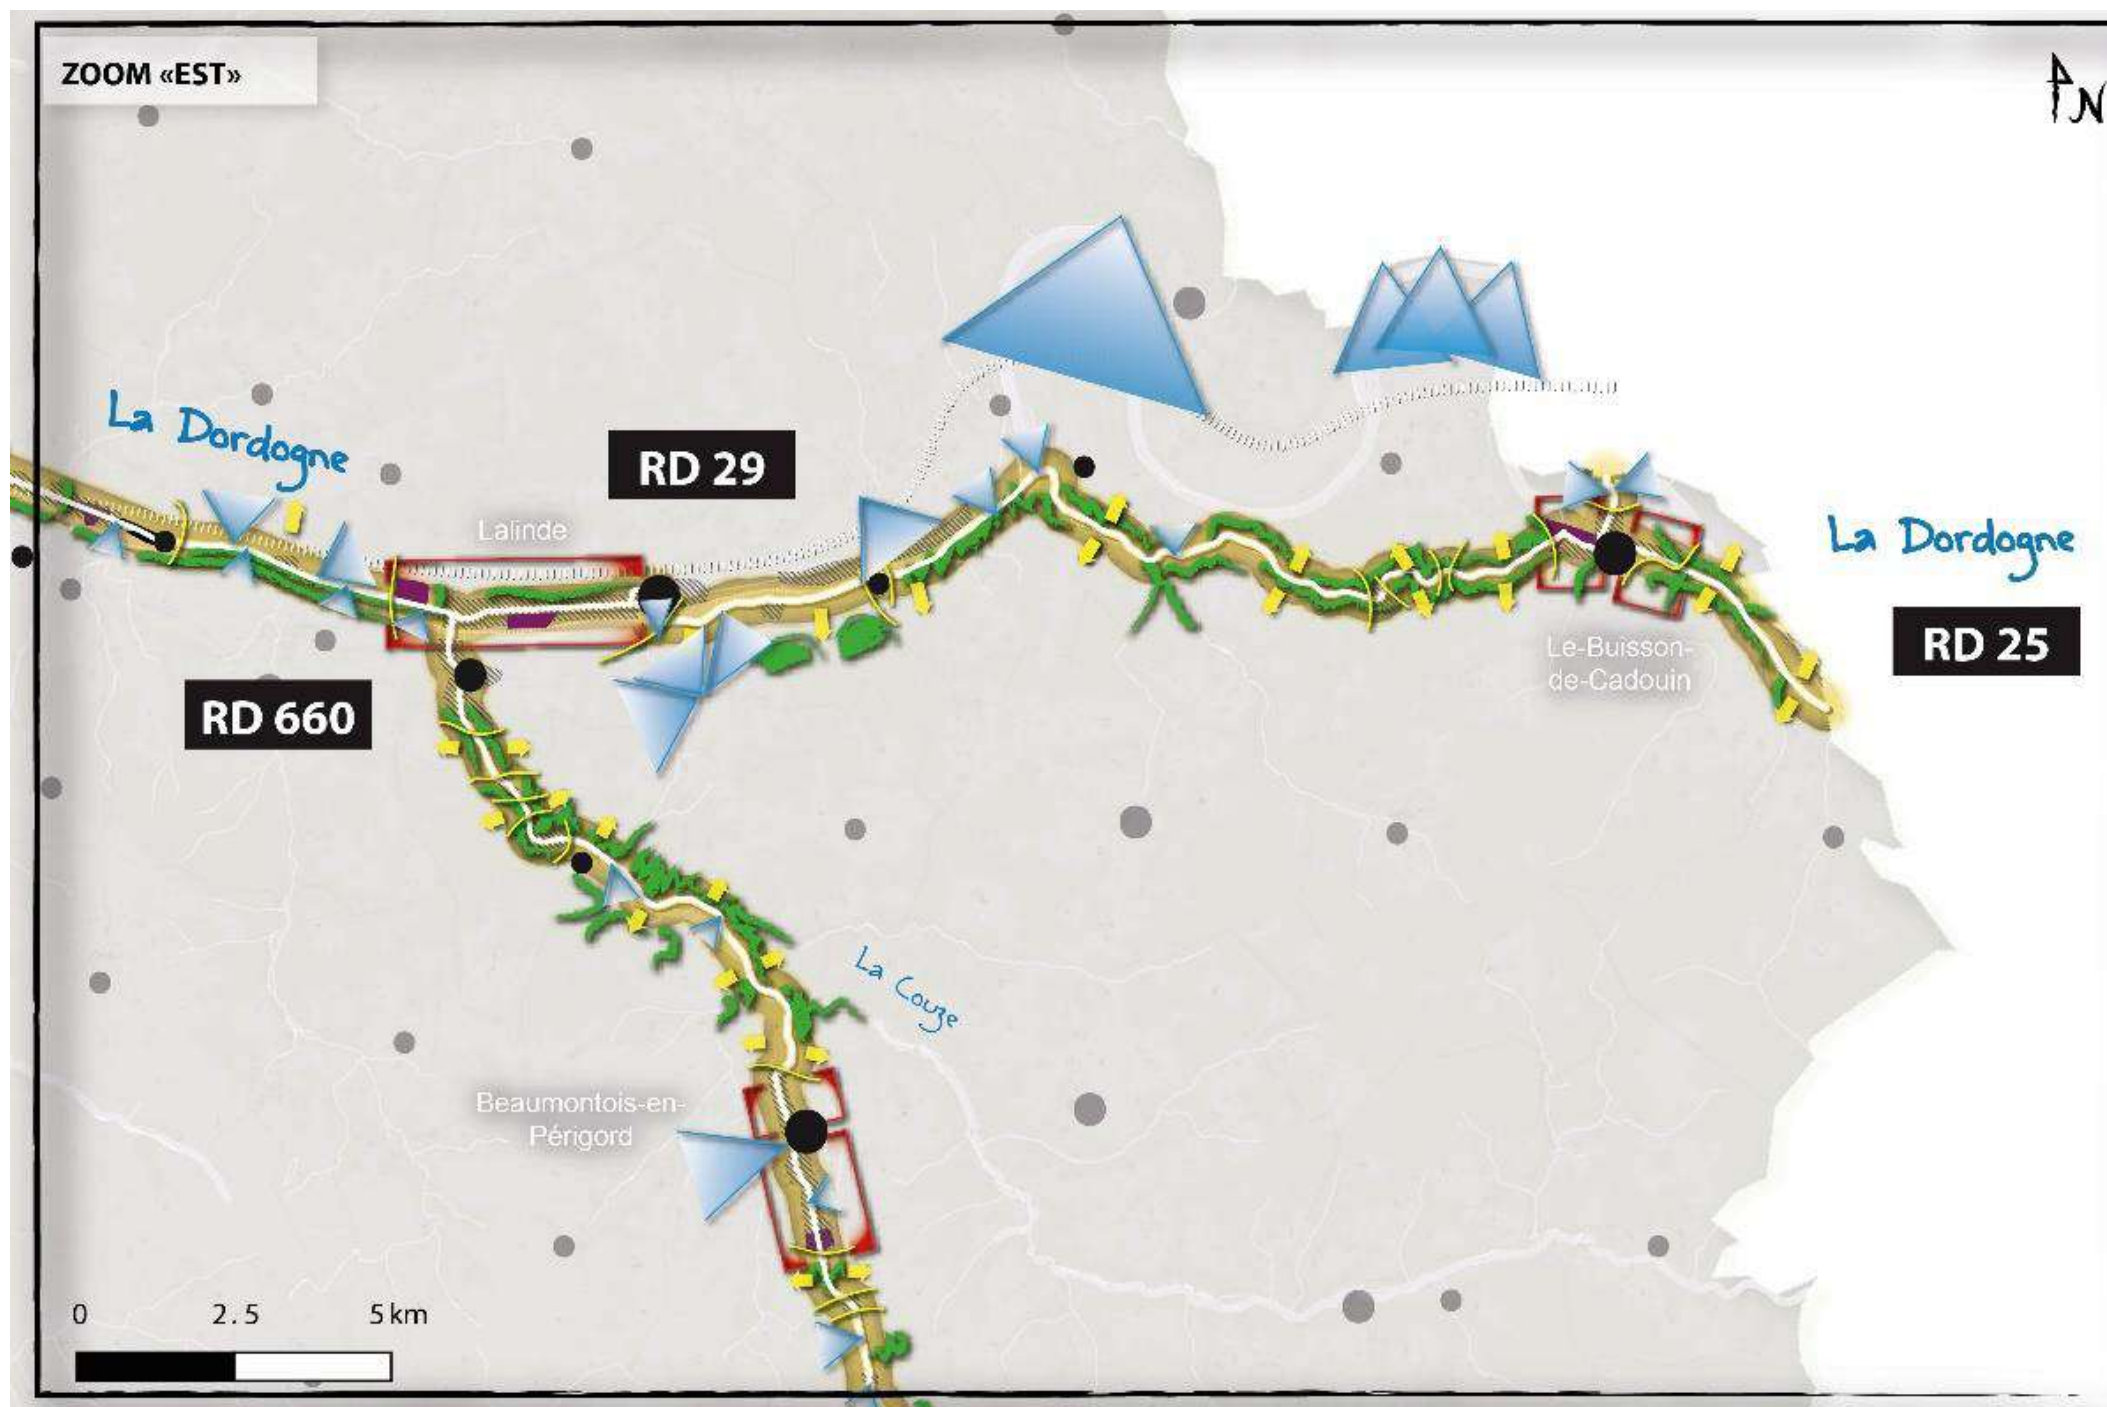 ZOOM «EST»
N
La Dordogne
RD 29
Lalinde
La Dordogne
RD 25
Le-Buisson-
de-Cadouin
RD 660
La Couze
Beaumontois-en-
Périgord
0 2.5 5 km